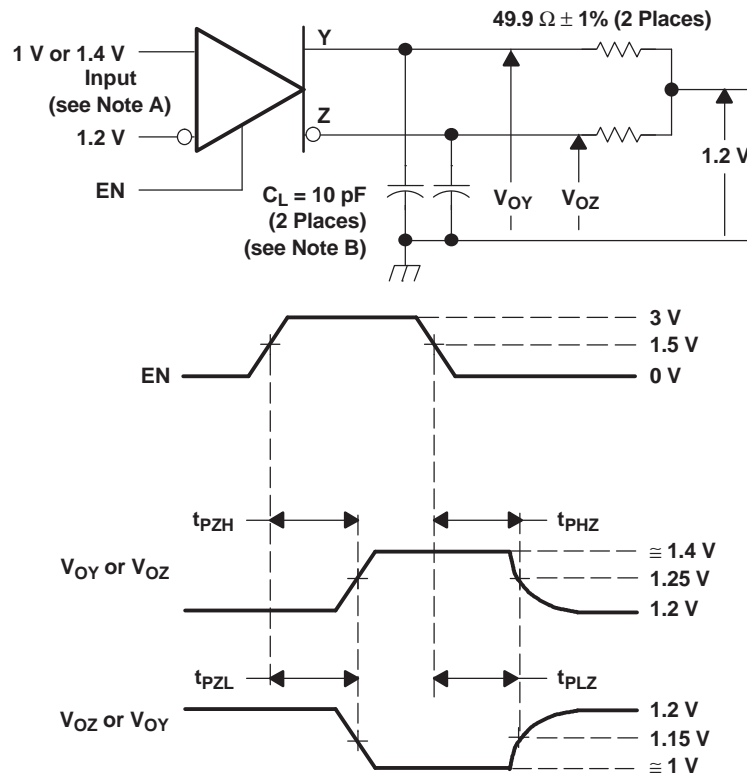 49.9 Ω ± 1% (2 Places)
Y
1 V or 1.4 V
Input
(see Note A)
Z
1.2 V
1.2 V
EN
C_L = 10 pF
(2 Places)
(see Note B)
V_OY
V_OZ
3 V
1.5 V
EN
0 V
t_PZH
t_PHZ
≅ 1.4 V
V_OY or V_OZ
1.25 V
1.2 V
t_PZL
t_PLZ
1.2 V
V_OZ or V_OY
1.15 V
≅ 1 V